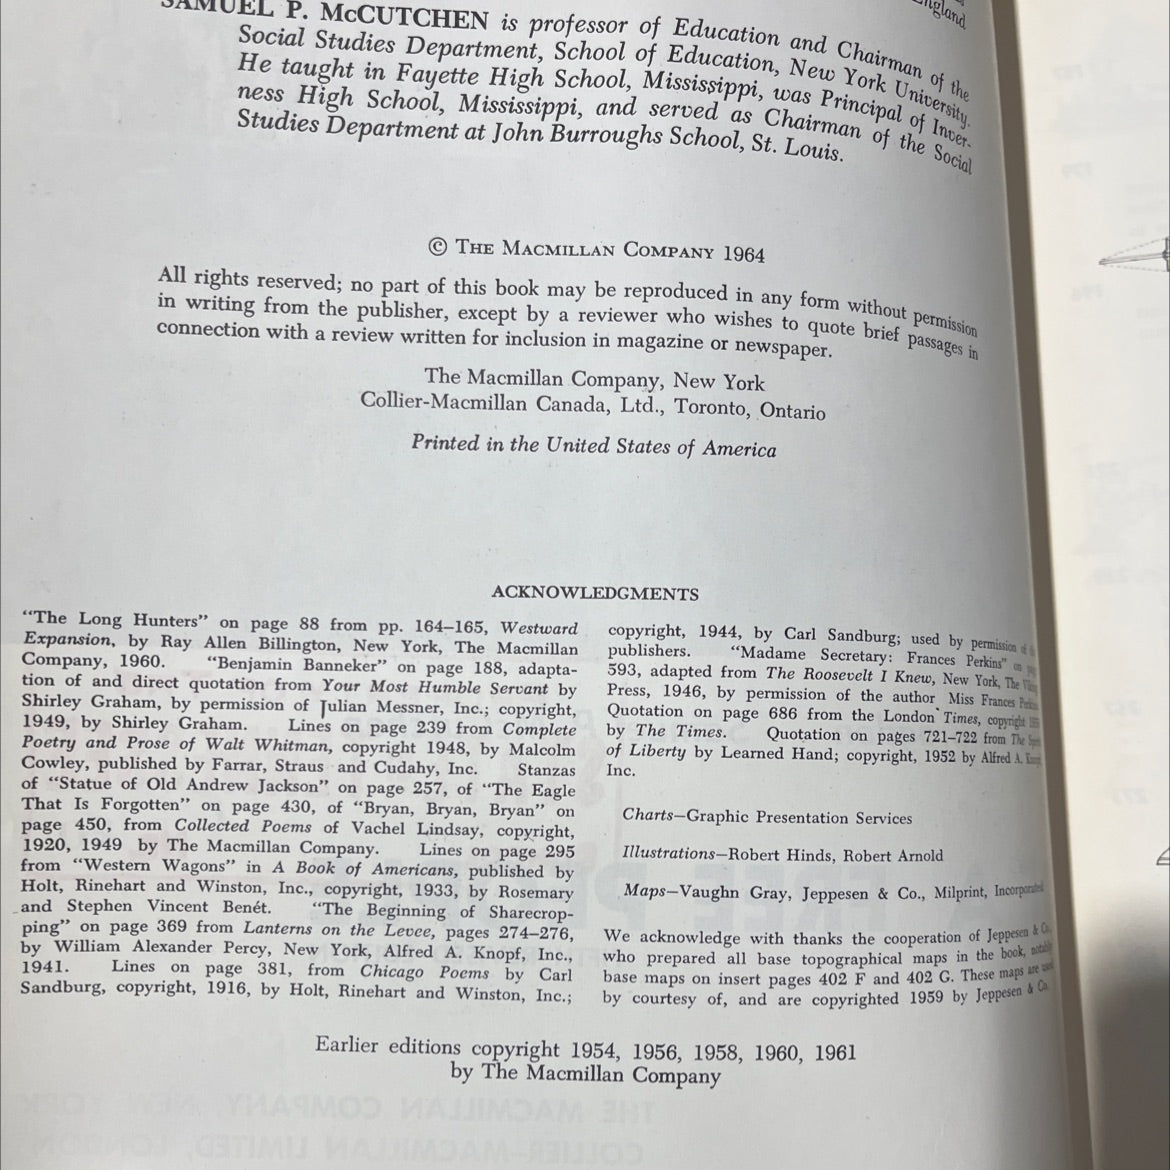 England
SAMUEL P. McCUTCHEN is professor of Education and Chairman of the
Social Studies Department, School of Education, New York University.
He taught in Fayette High School, Mississippi, was Principal of Inver-
ness High School, Mississippi, and served as Chairman of the Social
Studies Department at John Burroughs School, St. Louis.
© THE MACMILLAN COMPANY 1964
All rights reserved; no part of this book may be reproduced in any form without permission
in writing from the publisher, except by a reviewer who wishes to quote brief passages in
connection with a review written for inclusion in magazine or newspaper.
The Macmillan Company, New York
Collier-Macmillan Canada, Ltd., Toronto, Ontario
Printed in the United States of America
ACKNOWLEDGMENTS
“The Long Hunters” on page 88 from pp. 164–165, Westward
Expansion, by Ray Allen Billington, New York, The Macmillan
Company, 1960. “Benjamin Banneker” on page 188, adapta-
tion of and direct quotation from Your Most Humble Servant by
Shirley Graham, by permission of Julian Messner, Inc.; copyright,
1949, by Shirley Graham. Lines on page 239 from Complete
Poetry and Prose of Walt Whitman, copyright 1948, by Malcolm
Cowley, published by Farrar, Straus and Cudahy, Inc. Stanzas
of “Statue of Old Andrew Jackson” on page 257, of “The Eagle
That Is Forgotten” on page 430, of “Bryan, Bryan, Bryan” on
page 450, from Collected Poems of Vachel Lindsay, copyright,
1920, 1949 by The Macmillan Company. Lines on page 295
from “Western Wagons” in A Book of Americans, published by
Holt, Rinehart and Winston, Inc., copyright, 1933, by Rosemary
and Stephen Vincent Benét. “The Beginning of Sharecrop-
ping” on page 369 from Lanterns on the Levee, pages 274–276,
by William Alexander Percy, New York, Alfred A. Knopf, Inc.,
1941. Lines on page 381, from Chicago Poems by Carl
Sandburg, copyright, 1916, by Holt, Rinehart and Winston, Inc.;
copyright, 1944, by Carl Sandburg; used by permission of
publishers. “Madame Secretary: Frances Perkins” on
593, adapted from The Roosevelt I Knew, New York, The Viking
Press, 1946, by permission of the author Miss Frances Perkins
Quotation on page 686 from the London Times, copyright
by The Times. Quotation on pages 721–722 from The
of Liberty by Learned Hand; copyright, 1952 by Alfred A.
Inc.
Charts—Graphic Presentation Services
Illustrations—Robert Hinds, Robert Arnold
Maps—Vaughn Gray, Jeppesen & Co., Milprint, Incorporated
We acknowledge with thanks the cooperation of Jeppesen & Co.,
who prepared all base topographical maps in the book, notably
base maps on insert pages 402 F and 402 G. These maps are used
by courtesy of, and are copyrighted 1959 by Jeppesen & Co.
Earlier editions copyright 1954, 1956, 1958, 1960, 1961
by The Macmillan Company